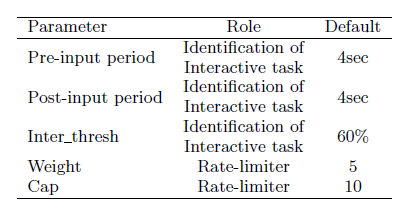 Parameter Role Default
Pre-input period Identification of Interactive task 4sec
Post-input period Identification of Interactive task 4sec
Inter_thresh Identification of Interactive task 60%
Weight Rate-limiter 5
Cap Rate-limiter 10